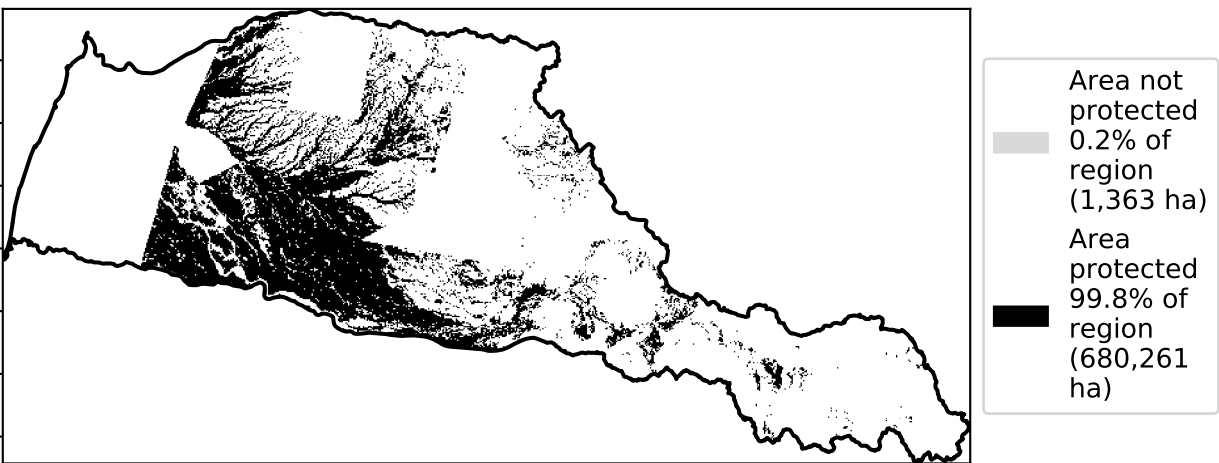 Area not
protected
0.2% of
region
(1,363 ha)
Area
protected
99.8% of
region
(680,261
ha)